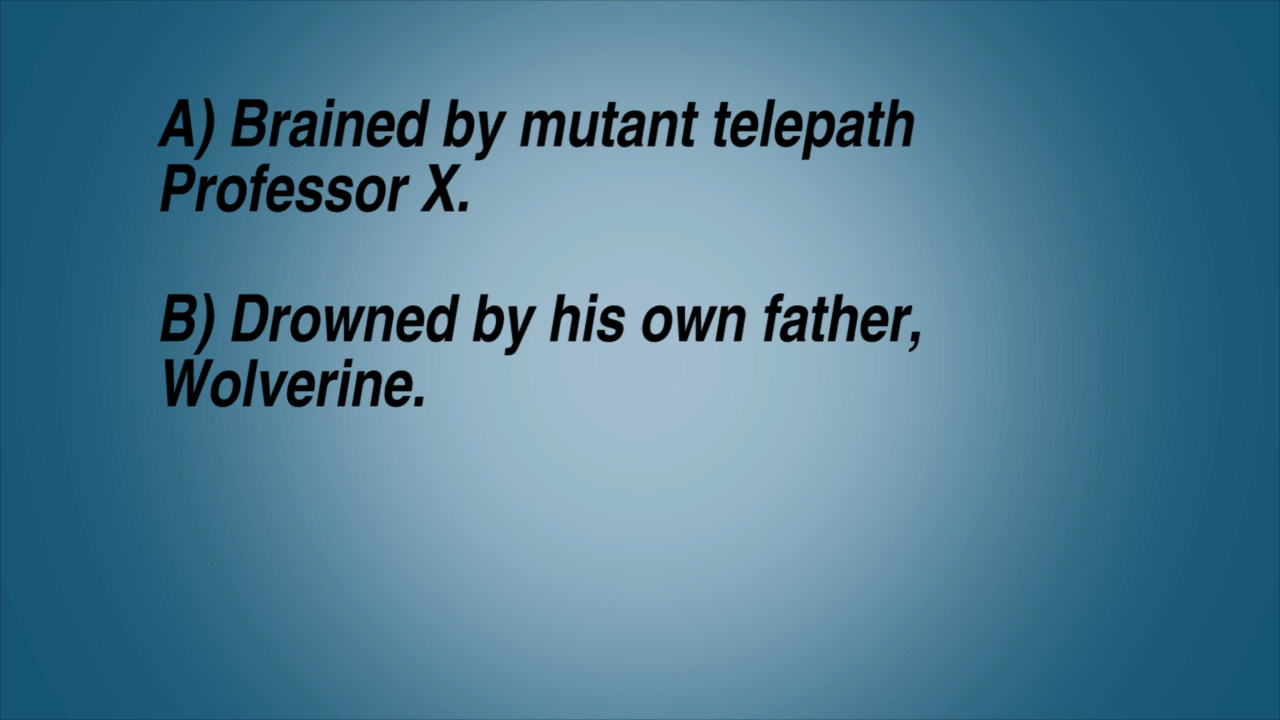 A) Brained by mutant telepath
Professor X.
B) Drowned by his own father,
Wolverine.